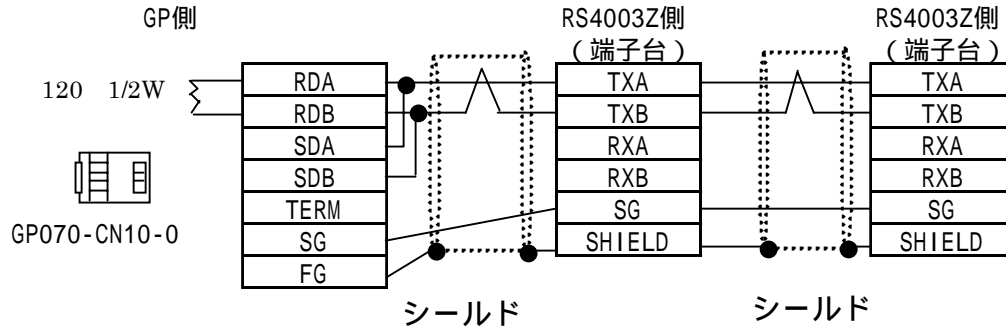 GP側
RS4003Z側
(端子台)
RS4003Z側
(端子台)
120 1/2W
GP070-CN10-0
RDA
RDB
SDA
SDB
TERM
SG
FG
TXA
TXB
RXA
RXB
SG
SHIELD
TXA
TXB
RXA
RXB
SG
SHIELD
シールド
シールド